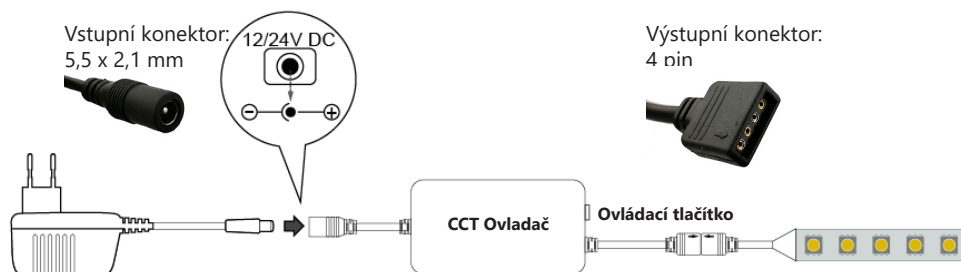 Vstupní konektor:
5,5 x 2,1 mm
12/24V DC
Výstupní konektor:
4 pin
CCT Ovladač
Ovládací tlačítko